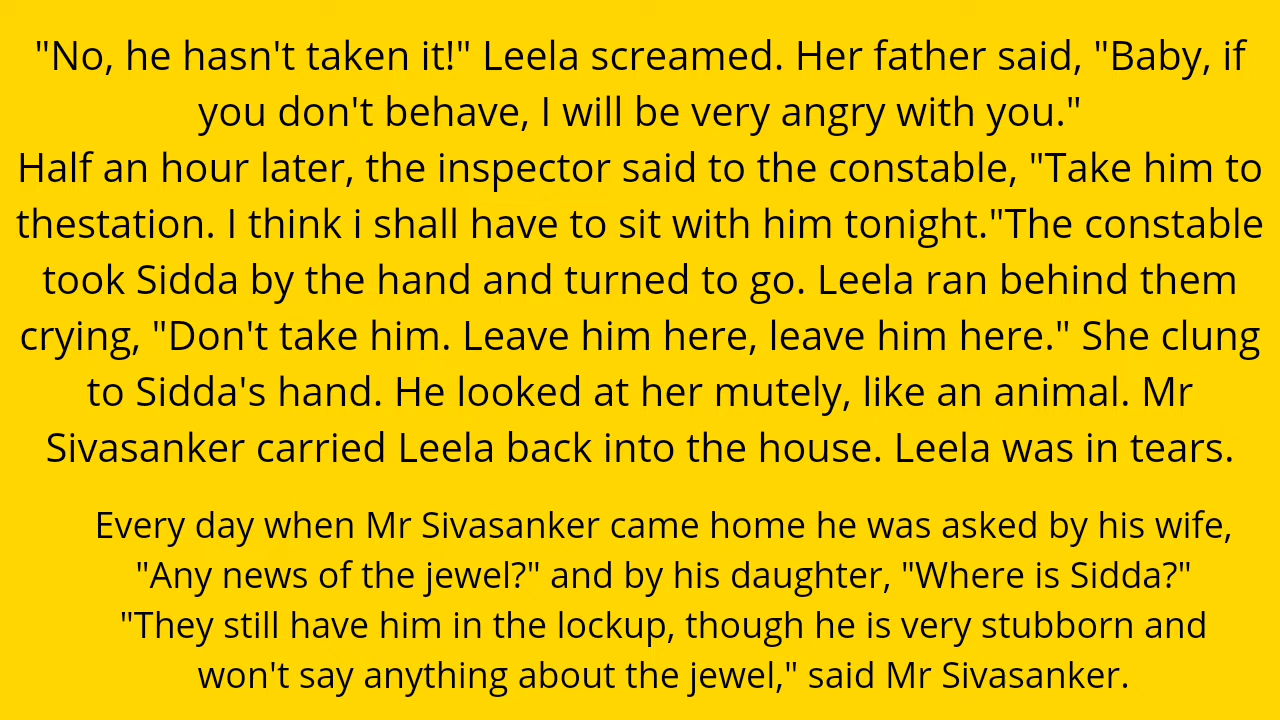 "No, he hasn't taken it!" Leela screamed. Her father said, "Baby, if
you don't behave, I will be very angry with you."
Half an hour later, the inspector said to the constable, "Take him to
thestation. I think i shall have to sit with him tonight."The constable
took Sidda by the hand and turned to go. Leela ran behind them
crying, "Don't take him. Leave him here, leave him here." She clung
to Sidda's hand. He looked at her mutely, like an animal. Mr
Sivasanker carried Leela back into the house. Leela was in tears.
Every day when Mr Sivasanker came home he was asked by his wife,
"Any news of the jewel?" and by his daughter, "Where is Sidda?"
"They still have him in the lockup, though he is very stubborn and
won't say anything about the jewel," said Mr Sivasanker.